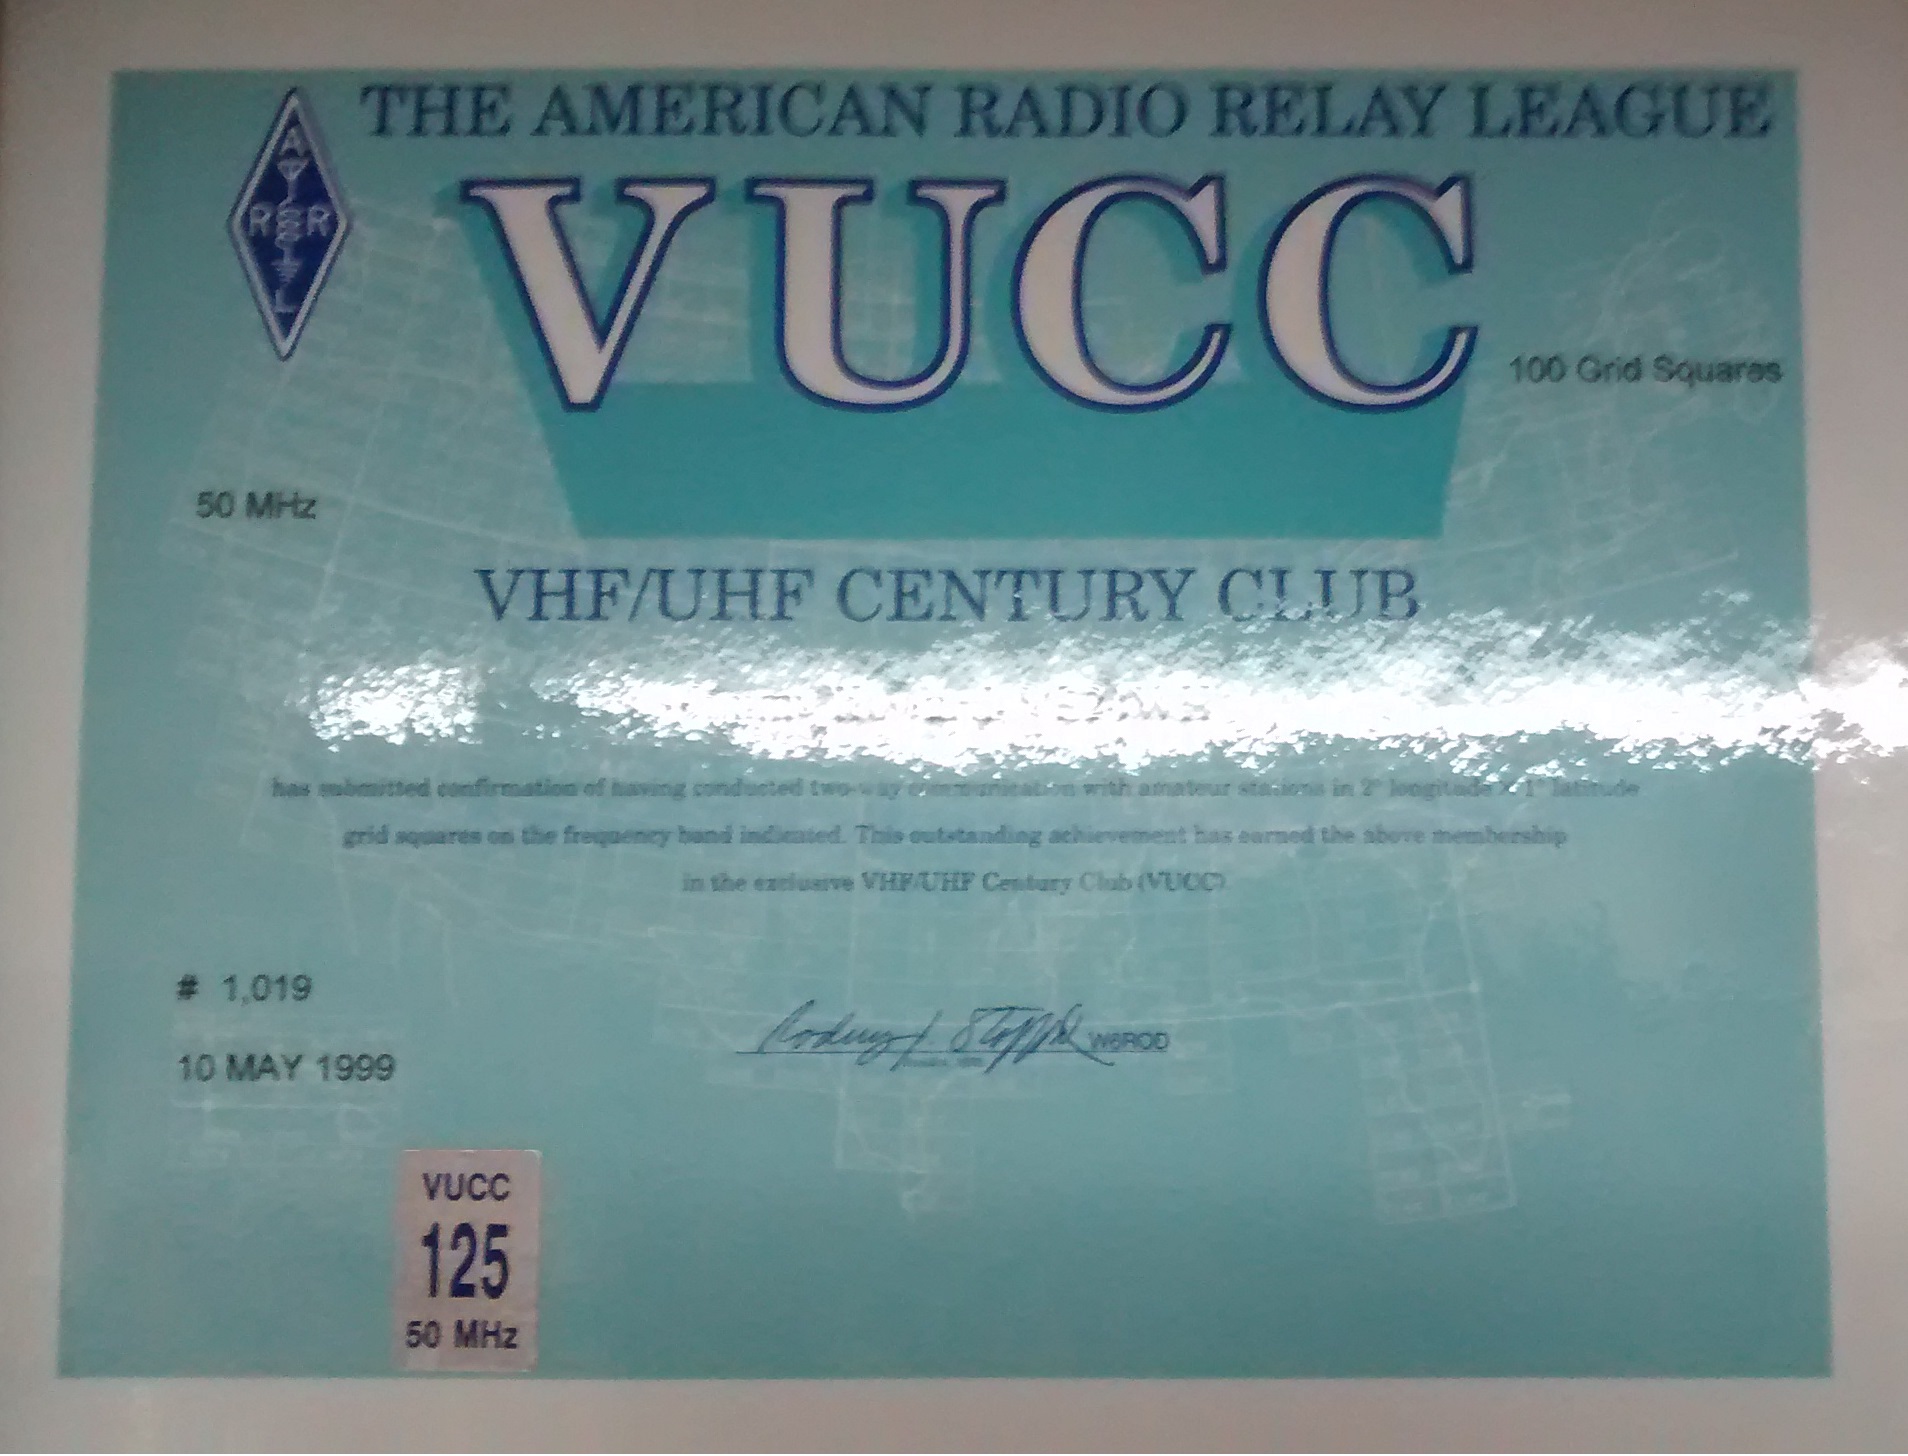 THE AMERICAN RADIO RELAY LEAGUE
A
R R
L
VUCC
100 Grid Squares
50 MHz
VHF/UHF CENTURY CLUB
has submitted confirmation of having conducted two-way communication with amateur stations in 2° longitude X 1° latitude
grid squares on the frequency band indicated. This outstanding achievement has earned the above membership
in the exclusive VHF/UHF Century Club (VUCC).
# 1,019
Rodney J. Stafford W6ROD
10 MAY 1999
VUCC
125
50 MHz